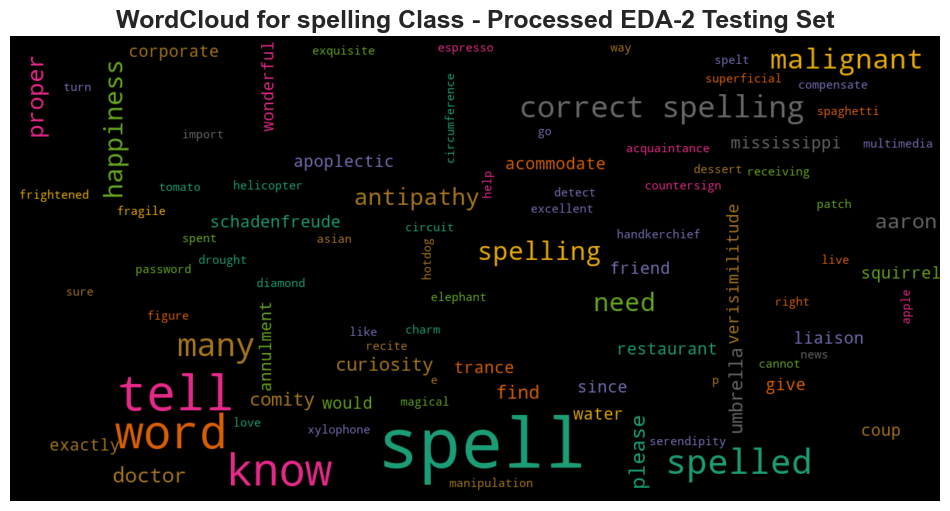 WordCloud for spelling Class - Processed EDA-2 Testing Set
corporate
exquisite
espresso
way
proper
turn
happiness
wonderful
circumference
spelt
malignant
superficial
compensate
correct spelling
spaghetti
import
go
apoplectic
acommodate
acquaintance
mississippi
multimedia
dessert
receiving
frightened
tomato
helicopter
antipathy
help
detect
countersign
excellent
fragile
schadenfreude
circuit
patch
aaron
spent
asian
hotdog
spelling
handkerchief
verisimilitude
password
drought
friend
live
squirrel
diamond
sure
elephant
need
right
apple
figure
annulment
like
charm
liaison
many
recite
restaurant
news
curiosity
trance
umbrella
cannot
e
p
tell
comity
would
magical
find
since
give
water
word
love
xylophone
spell
please
serendipity
coup
exactly
doctor
know
manipulation
spelled